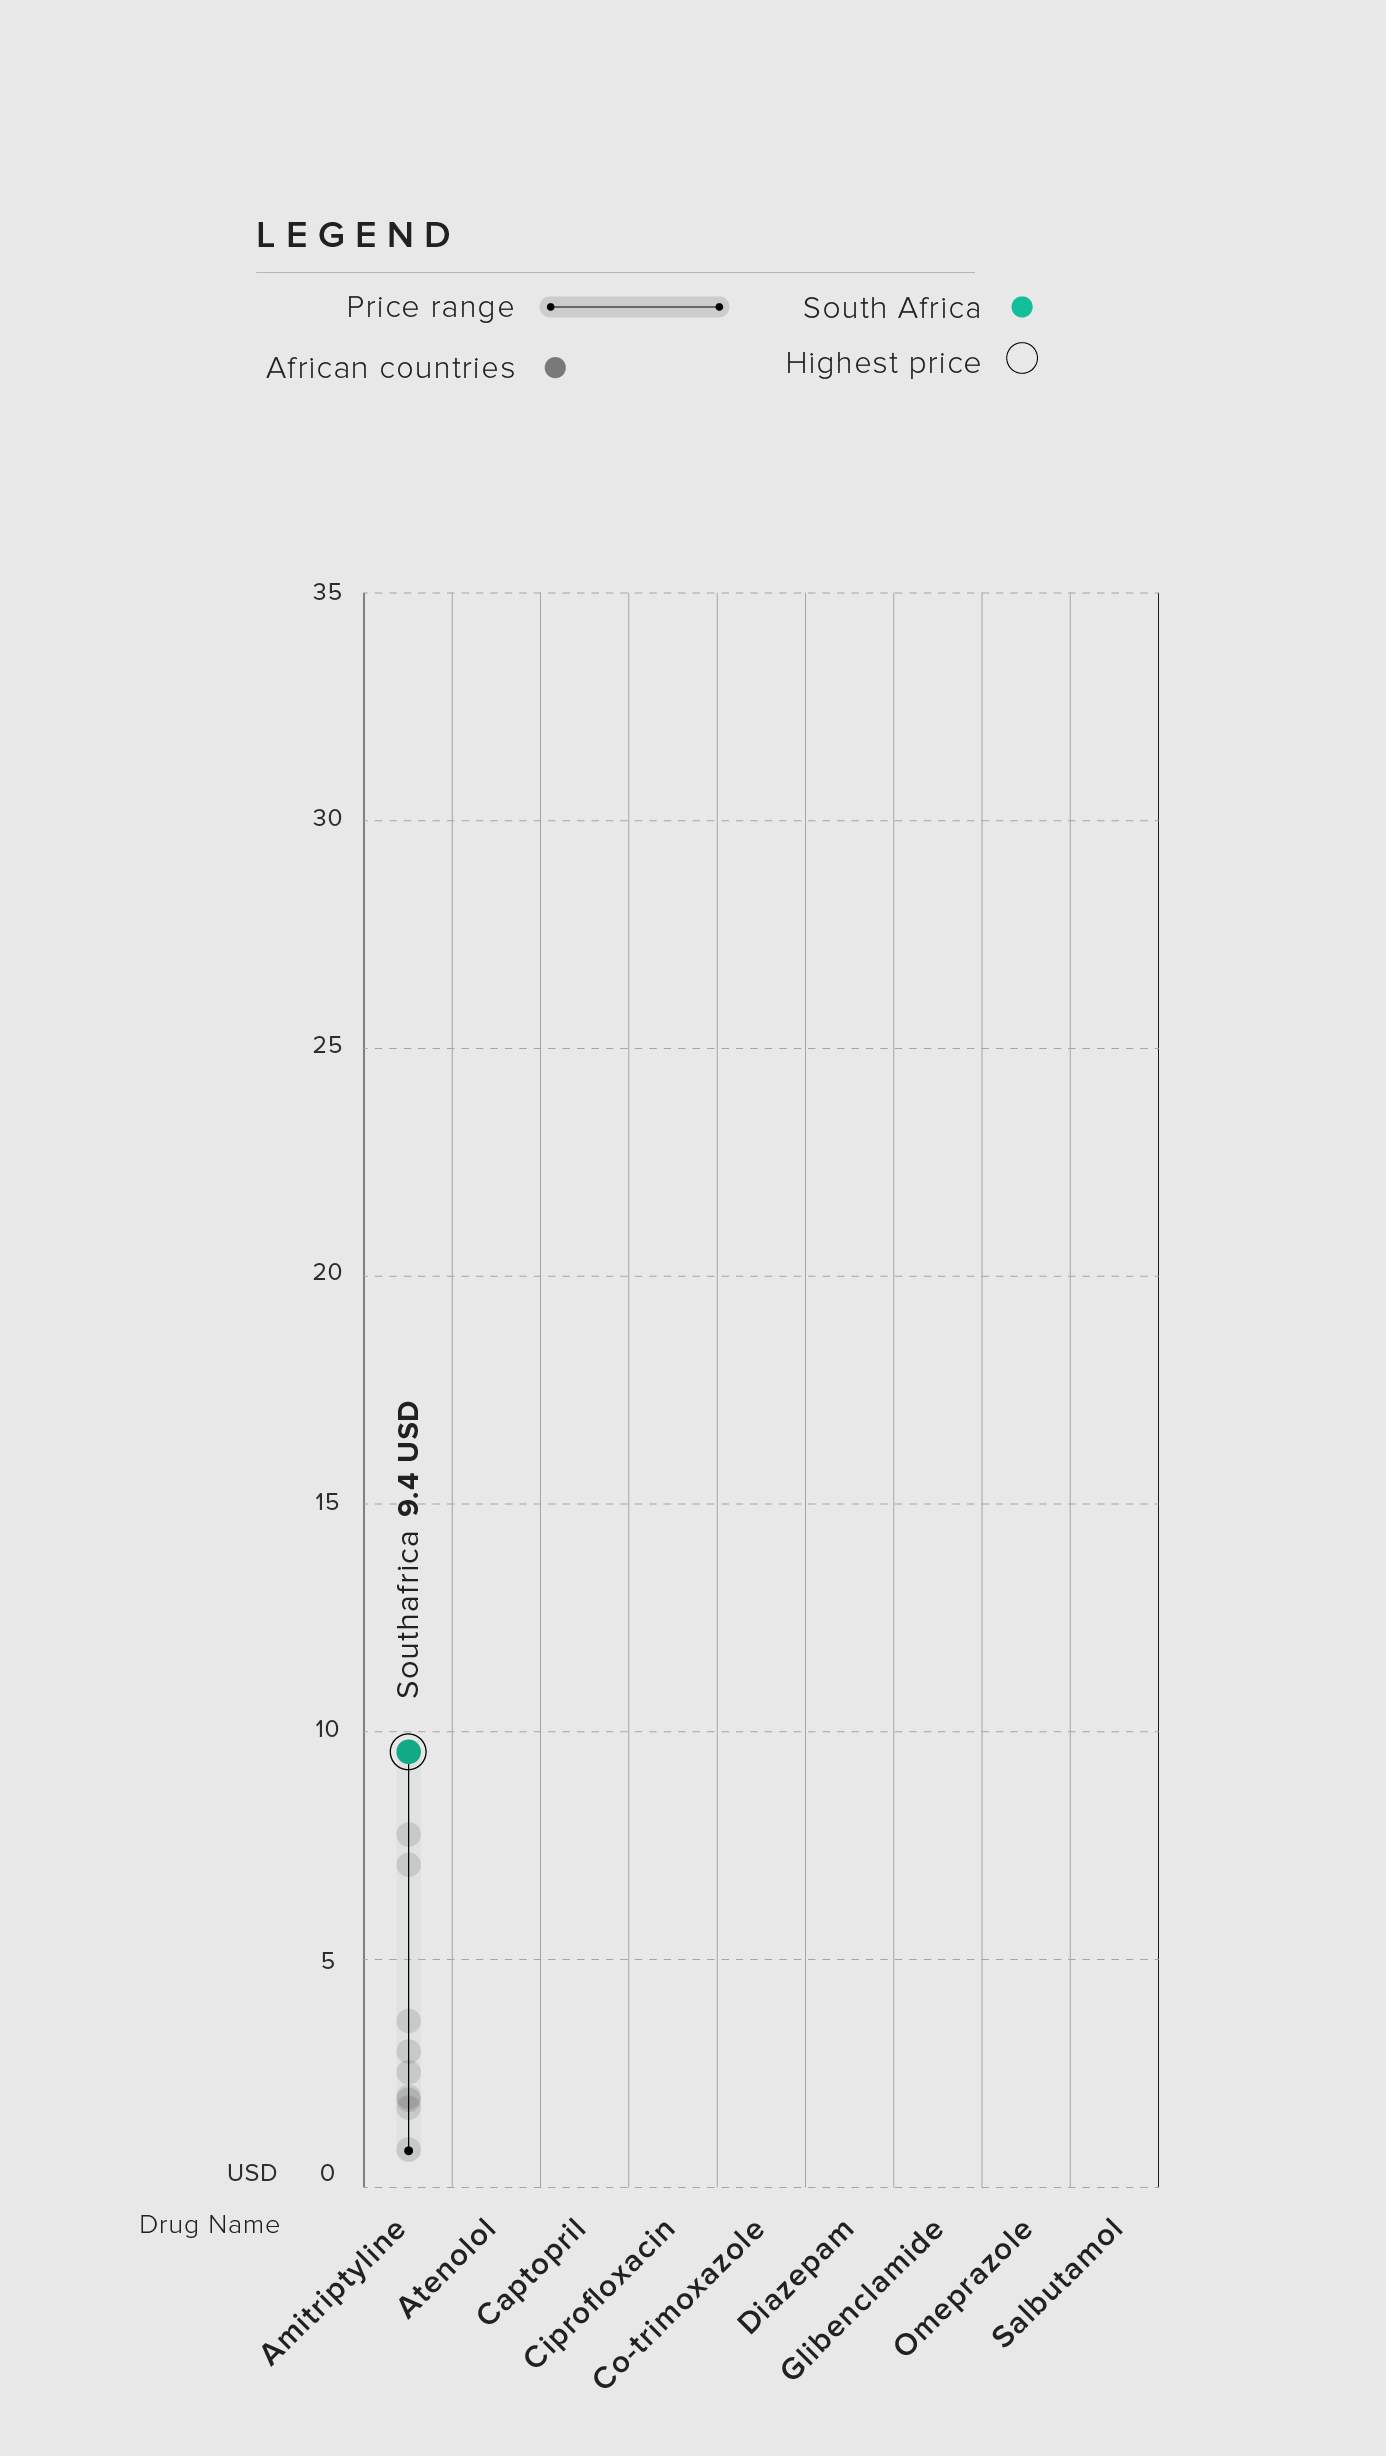 LEGEND
Price range
South Africa
African countries
Highest price
35
30
25
20
15
10
5
USD 0
Southafrica 9.4 USD
Drug Name
Amitriptyline
Atenolol
Captopril
Ciprofloxacin
Co-trimoxazole
Diazepam
Glibenclamide
Omeprazole
Salbutamol